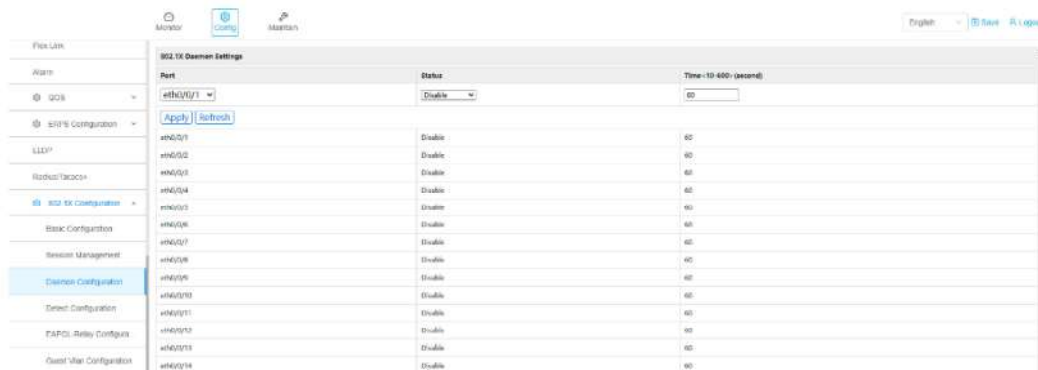 Monitor Config Maintain English Save Logou
Flex Link
802.1X Daemon Settings
Alarm
Port Status Time<10-600> (second)
QOS
eth0/0/1 Disable 60
Apply Refresh
ERPS Configuration
eth0/0/1 Disable 60
LLDP
eth0/0/2 Disable 60
Radius/Tacacs+
eth0/0/3 Disable 60
eth0/0/4 Disable 60
802.1X Configuration
eth0/0/5 Disable 60
Basic Configuration
eth0/0/6 Disable 60
eth0/0/7 Disable 60
Session Management
eth0/0/8 Disable 60
Daemon Configuration
eth0/0/9 Disable 60
eth0/0/10 Disable 60
Detect Configuration
eth0/0/11 Disable 60
EAPOL-Relay Configura
eth0/0/12 Disable 60
eth0/0/13 Disable 60
Guest Vlan Configuration
eth0/0/14 Disable 60